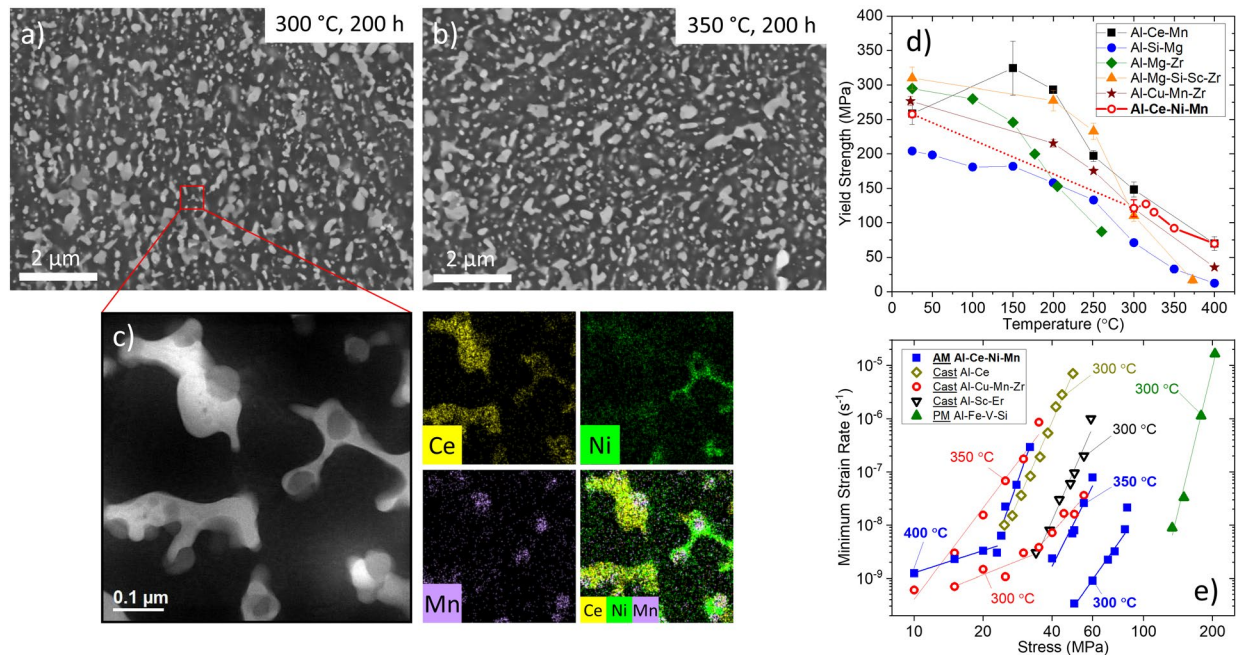 a)
300 °C, 200 h
2 µm
b)
350 °C, 200 h
2 µm
c)
0.1 µm
Ce
Ni
Mn
Ce Ni Mn
d)
Al-Ce-Mn
Al-Si-Mg
Al-Mg-Zr
Al-Mg-Si-Sc-Zr
Al-Cu-Mn-Zr
Al-Ce-Ni-Mn
Yield Strength (MPa)
400
350
300
250
200
150
100
50
0
0 50 100 150 200 250 300 350 400
Temperature (°C)
e)
AM Al-Ce-Ni-Mn
Cast Al-Ce
Cast Al-Cu-Mn-Zr
Cast Al-Sc-Er
PM Al-Fe-V-Si
300 °C
300 °C
300 °C
350 °C
350 °C
400 °C
300 °C
300 °C
Minimum Strain Rate (s⁻¹)
10⁻⁵
10⁻⁶
10⁻⁷
10⁻⁸
10⁻⁹
10 20 40 60 100 200
Stress (MPa)